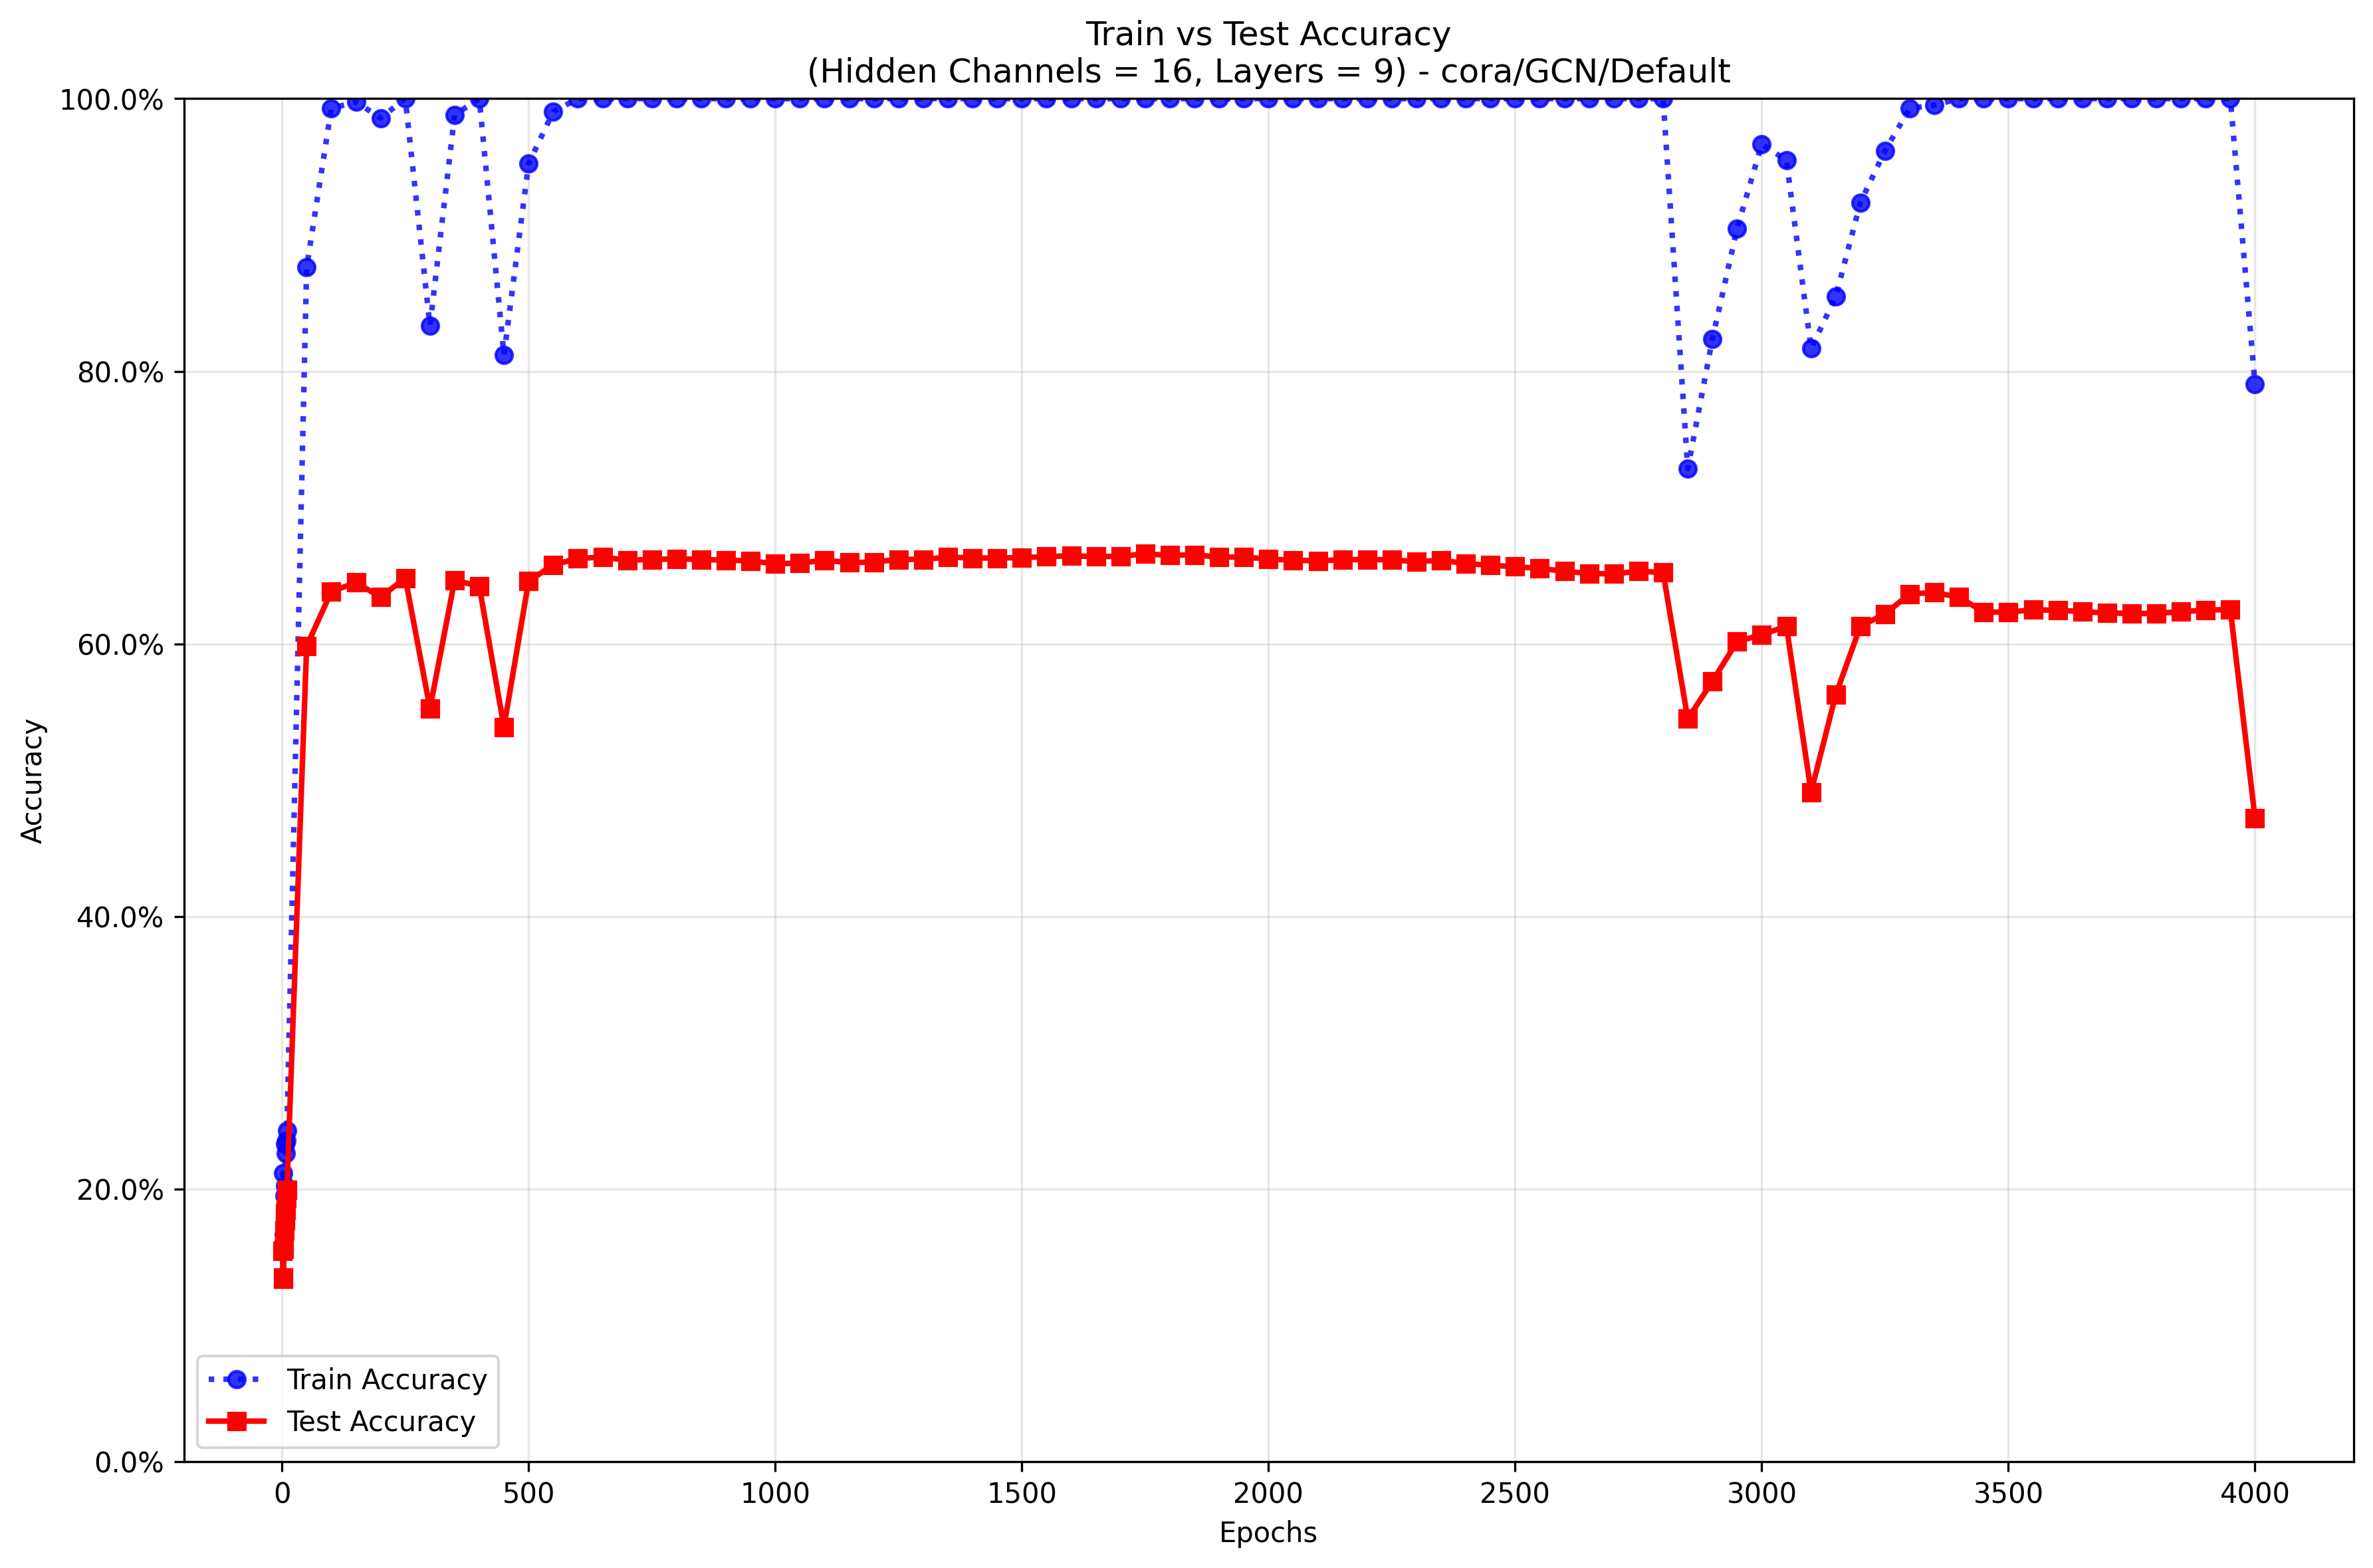 Train vs Test Accuracy
(Hidden Channels = 16, Layers = 9) - cora/GCN/Default
100.0%
80.0%
60.0%
40.0%
20.0%
0.0%
Accuracy
Train Accuracy
Test Accuracy
0 500 1000 1500 2000 2500 3000 3500 4000
Epochs